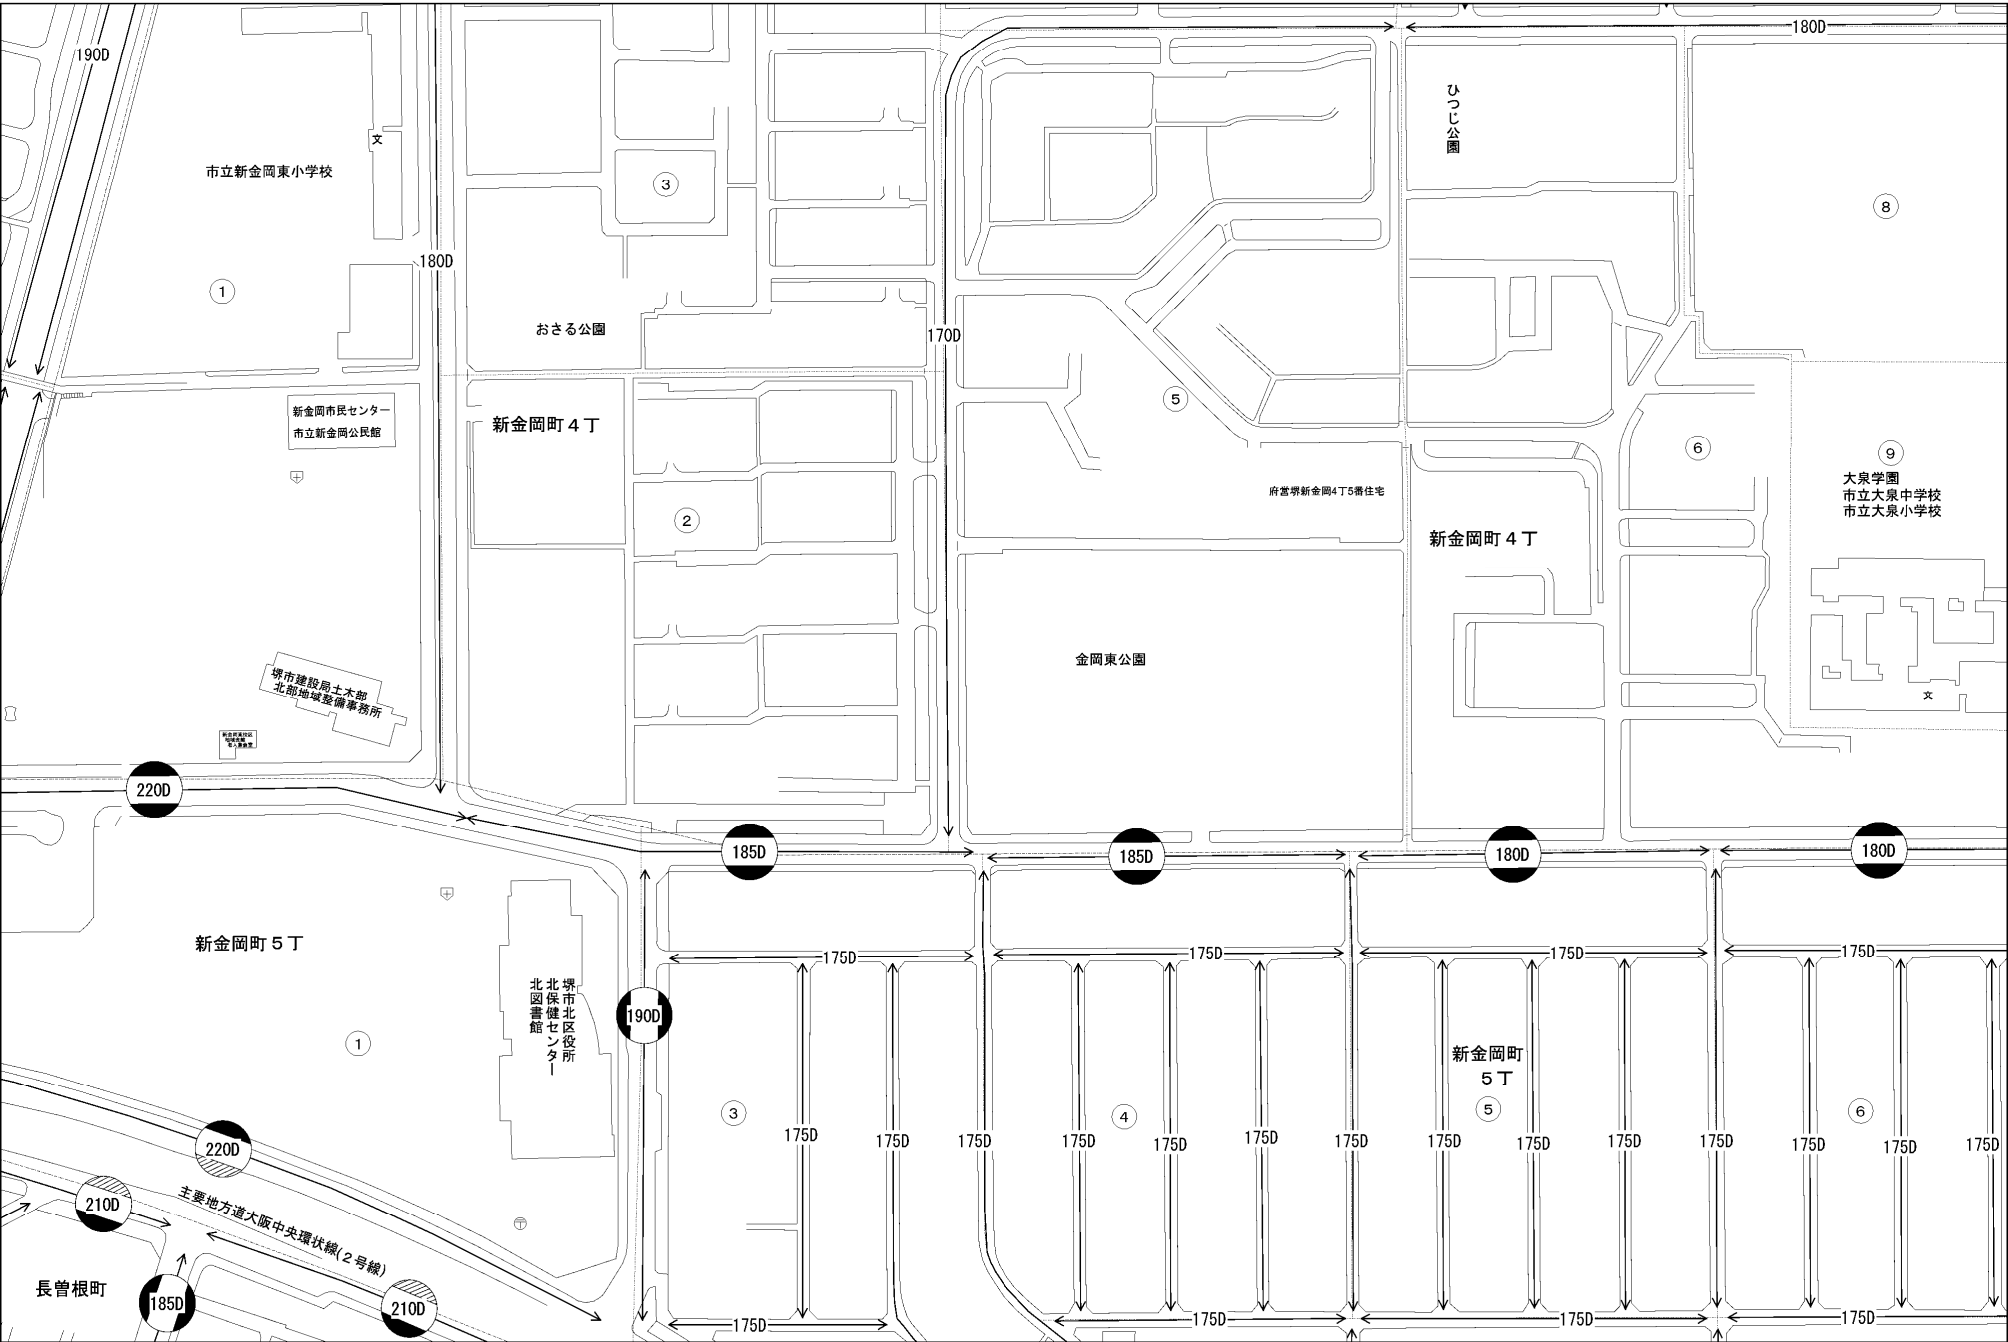 190D
180D
ひつじ公園
文
市立新金岡東小学校
3
8
180D
1
おさる公園
170D
5
新金岡市民センター
市立新金岡公民館
新金岡町4丁
6
9
大泉学園
市立大泉中学校
市立大泉小学校
府営堺新金岡4丁5番住宅
2
新金岡町4丁
金岡東公園
堺市建設局土木部
北部地域整備事務所
文
220D
185D
185D
180D
180D
新金岡町5丁
175D
175D
175D
175D
堺市北区役所
北保健センター
北図書館
190D
1
新金岡町
5丁
3
4
5
6
175D
175D
175D
175D
175D
175D
175D
175D
175D
175D
175D
175D
175D
175D
220D
210D
主要地方道大阪中央環状線(2号線)
〒
長曽根町
185D
210D
175D
175D
175D
175D